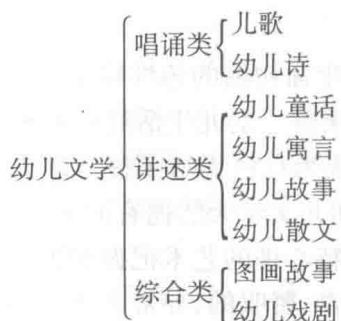 幼儿文学
唱诵类
儿歌
幼儿诗
讲述类
幼儿童话
幼儿寓言
幼儿故事
幼儿散文
综合类
图画故事
幼儿戏剧